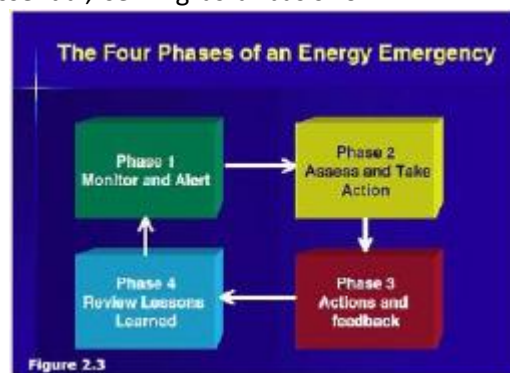 The Four Phases of an Energy Emergency
Phase 1
Monitor and Alert
Phase 2
Assess and Take
Action
Phase 4
Review Lessons
Learned
Phase 3
Actions and
feedback
Figure 2.3